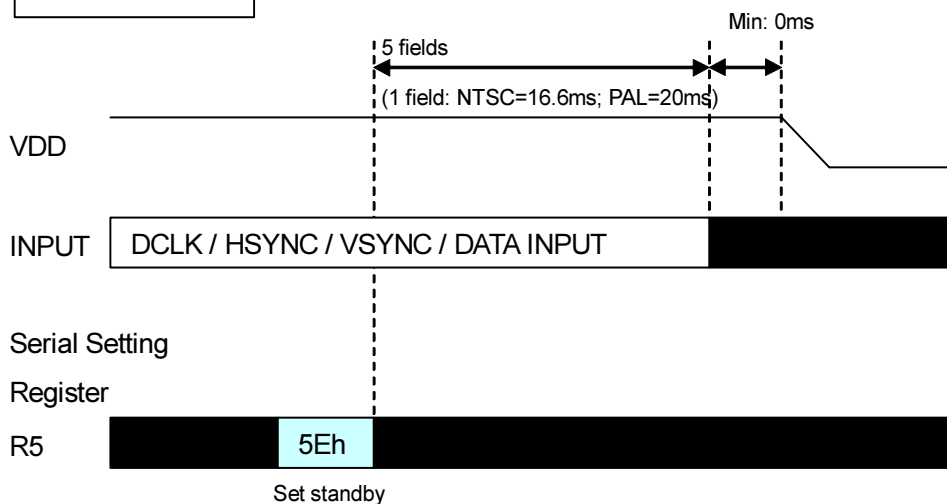 Min: 0ms
5 fields
(1 field: NTSC=16.6ms; PAL=20ms)
VDD
INPUT DCLK / HSYNC / VSYNC / DATA INPUT
Serial Setting
Register
R5 5Eh
Set standby